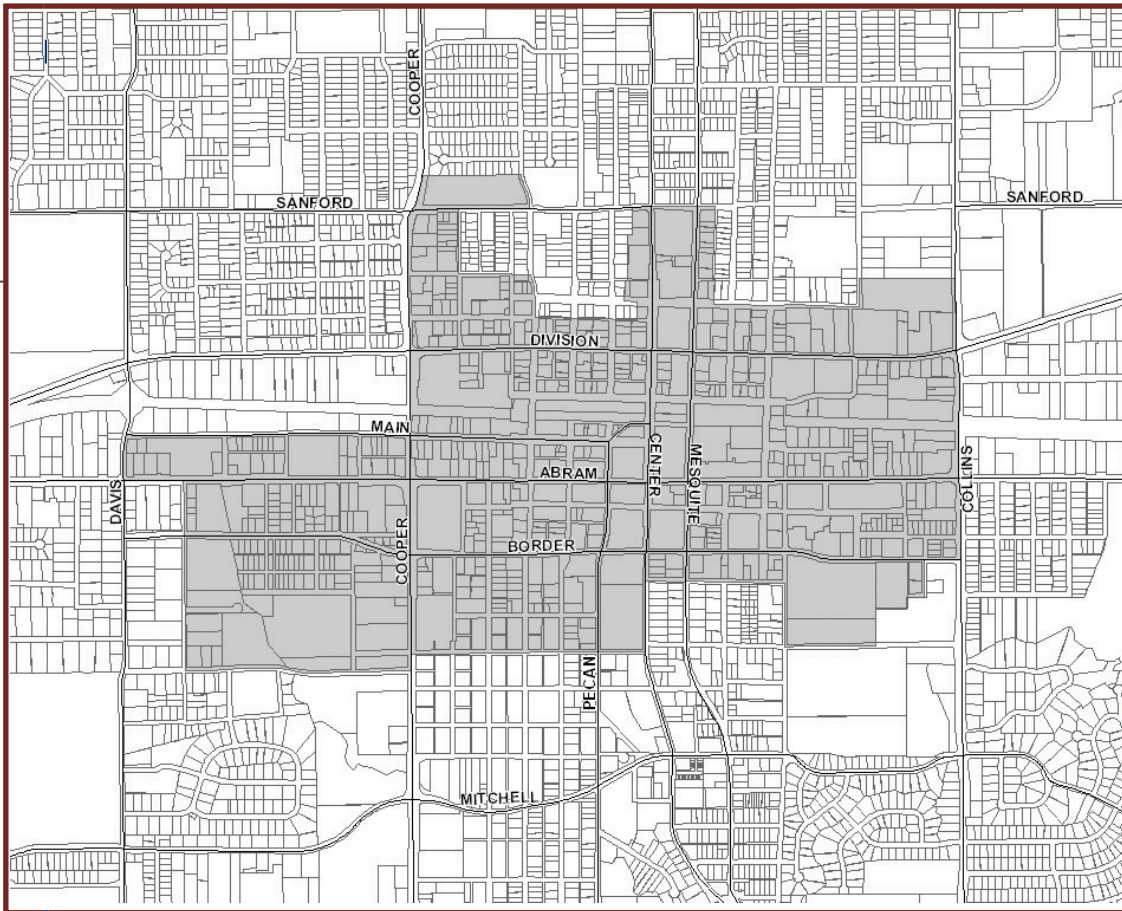 COOPER
SANFORD
SANFORD
DIVISION
MAIN
CENTER
MESQUITE
ABRAM
COLLINS
DAVIS
COOPER
BORDER
PECAN
MITCHELL